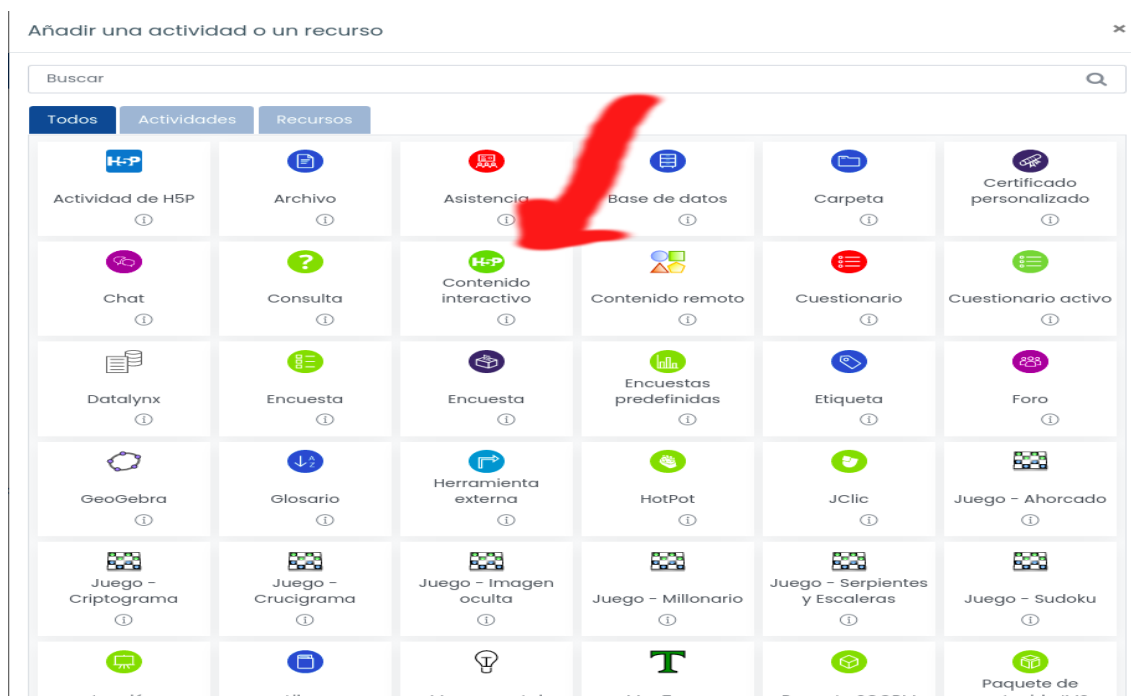 Añadir una actividad o un recurso ×
Buscar
Todos Actividades Recursos
H-P
Actividad de H5P Archivo Asistencia Base de datos Carpeta Certificado
personalizado
H-P
Chat Consulta Contenido
interactivo Contenido remoto Cuestionario Cuestionario activo
Datalynx Encuesta Encuesta Encuestas
predefinidas Etiqueta Foro
GeoGebra Glosario Herramienta
externa HotPot JClic Juego - Ahorcado
Juego -
Criptograma Juego -
Crucigrama Juego - Imagen
oculta Juego - Millonario Juego - Serpientes
y Escaleras Juego - Sudoku
T
Paquete de